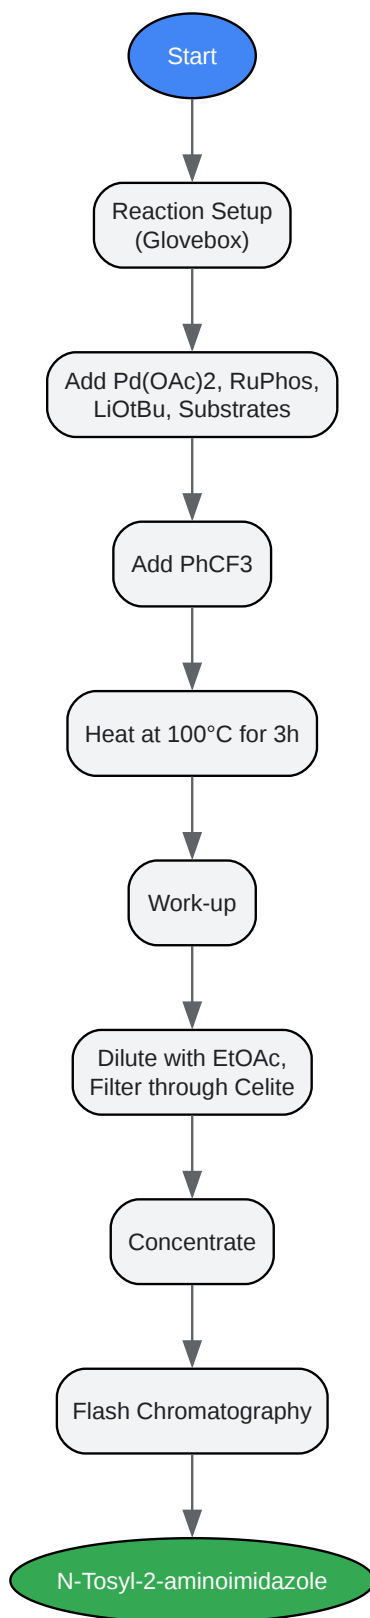 Start
Reaction Setup
(Glovebox)
Add Pd(OAc)2, RuPhos,
LiOtBu, Substrates
Add PhCF3
Heat at 100°C for 3h
Work-up
Dilute with EtOAc,
Filter through Celite
Concentrate
Flash Chromatography
N-Tosyl-2-aminoimidazole